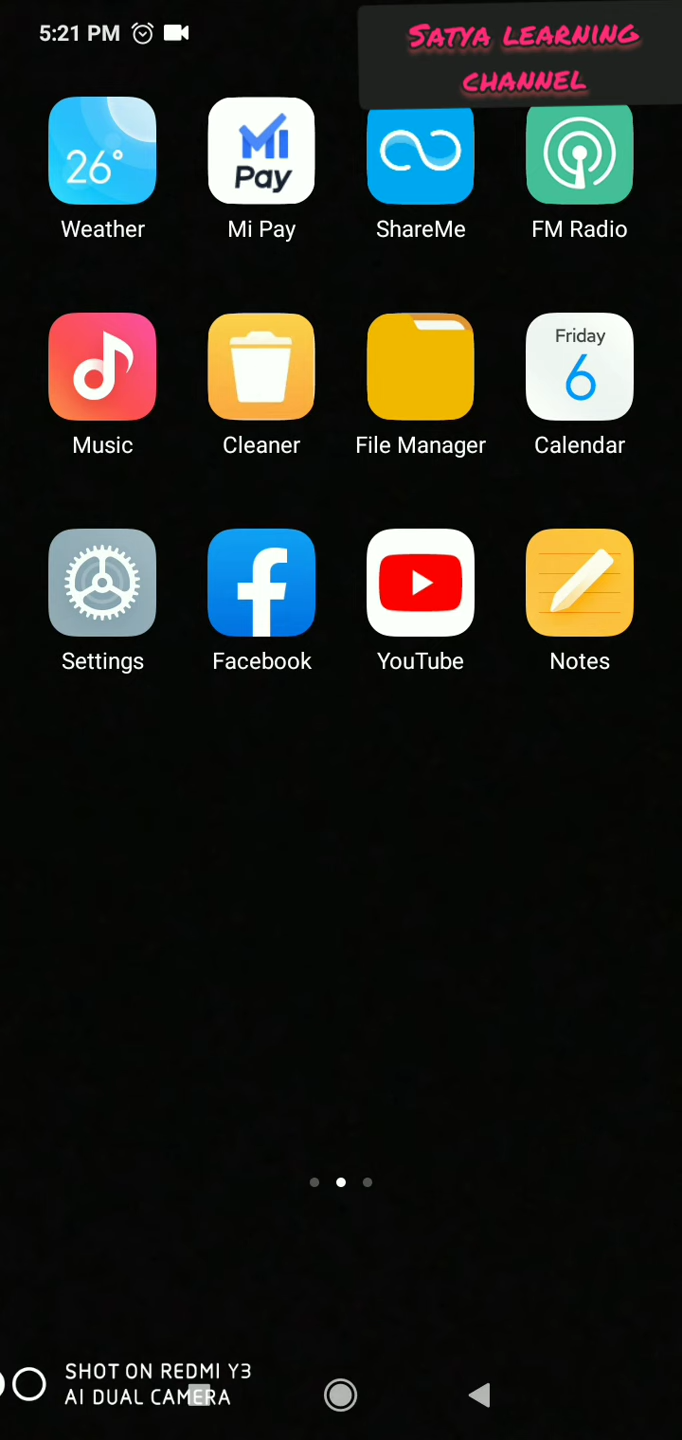 5:21 PM
Satya learning
channel
26°
Mi
Pay
Weather
Mi Pay
ShareMe
FM Radio
Friday
6
Music
Cleaner
File Manager
Calendar
Settings
Facebook
YouTube
Notes
SHOT ON REDMI Y3
AI DUAL CAMERA